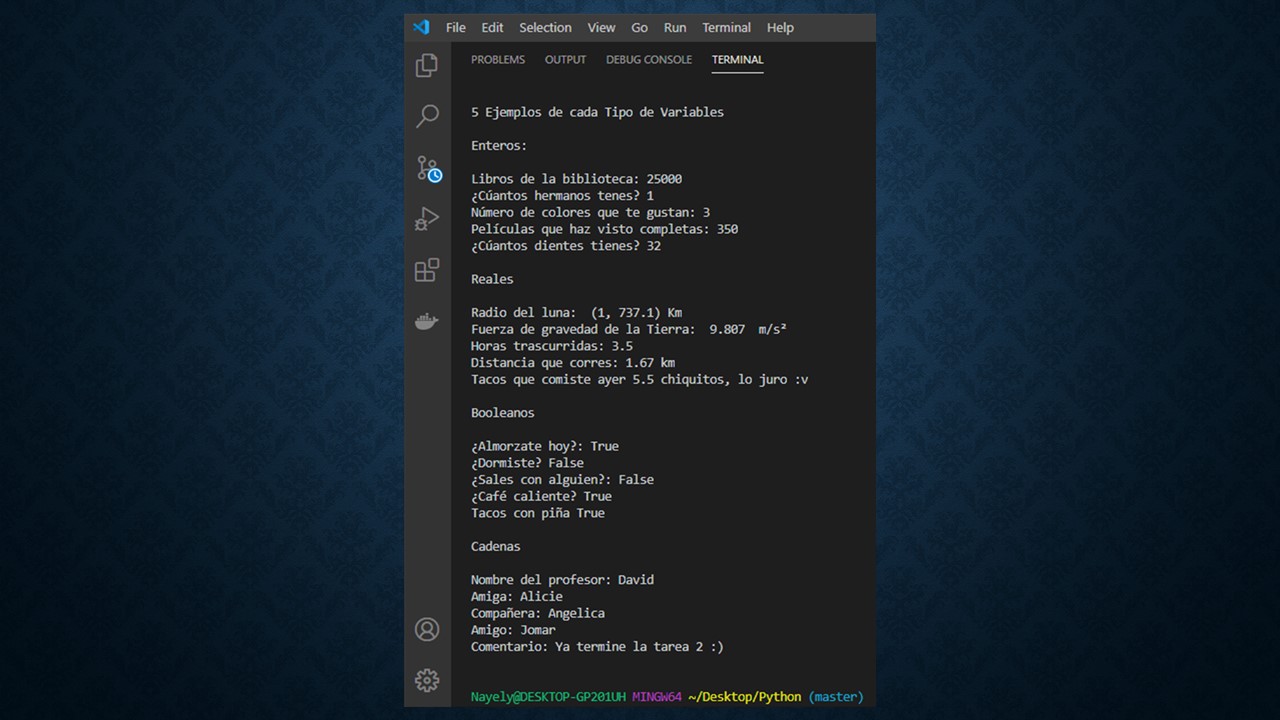 File Edit Selection View Go Run Terminal Help
PROBLEMS OUTPUT DEBUG CONSOLE TERMINAL
5 Ejemplos de cada Tipo de Variables
Enteros:
Libros de la biblioteca: 25000
¿Cúantos hermanos tenes? 1
Número de colores que te gustan: 3
Películas que haz visto completas: 350
¿Cúantos dientes tienes? 32
Reales
Radio del luna:  (1, 737.1) Km
Fuerza de gravedad de la Tierra:  9.807  m/s²
Horas trascurridas: 3.5
Distancia que corres: 1.67 km
Tacos que comiste ayer 5.5 chiquitos, lo juro :v
Booleanos
¿Almorzate hoy?: True
¿Dormiste? False
¿Sales con alguien?: False
¿Café caliente? True
Tacos con piña True
Cadenas
Nombre del profesor: David
Amiga: Alicie
Compañera: Angelica
Amigo: Jomar
Comentario: Ya termine la tarea 2 :)
Nayely@DESKTOP-GP201UH MINGW64 ~/Desktop/Python (master)